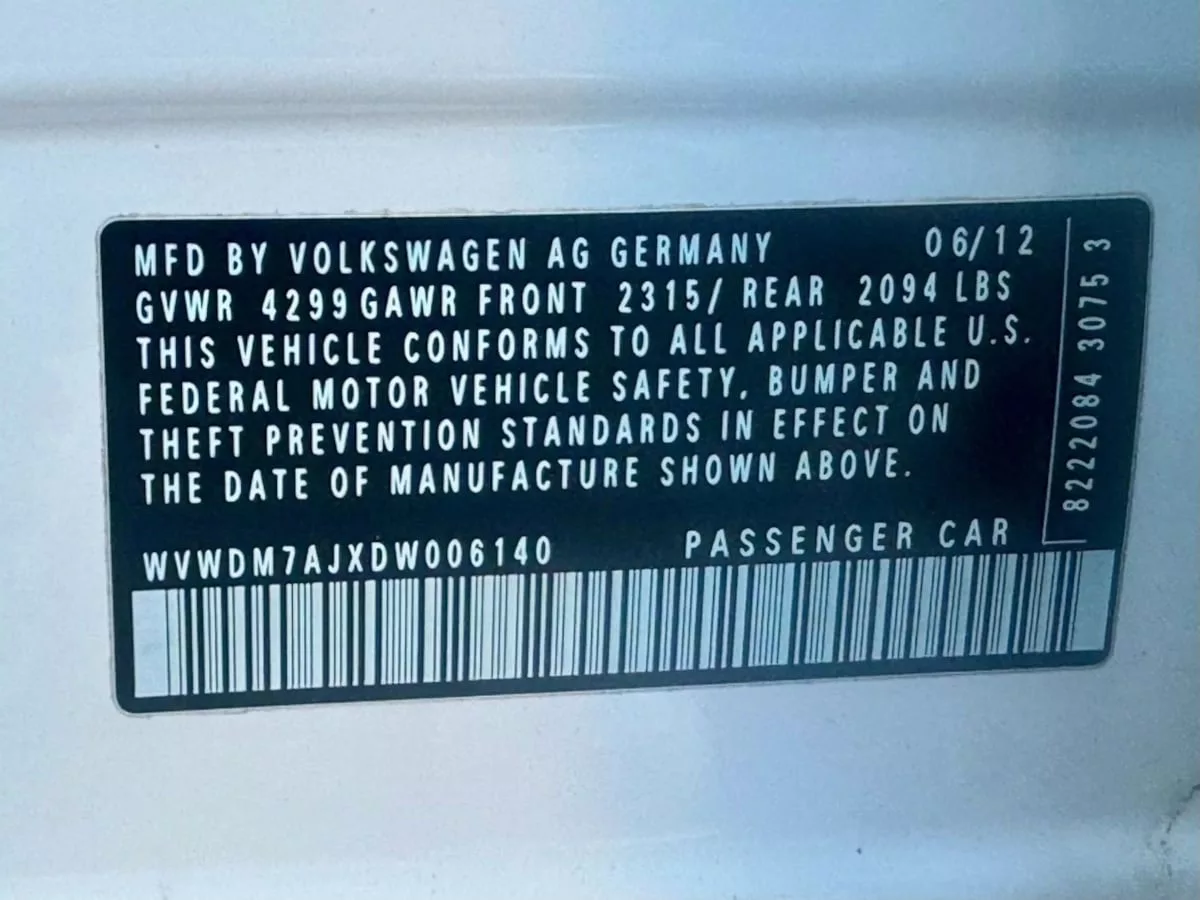 MFD BY VOLKSWAGEN AG GERMANY 06/12
GVWR 4299 GAWR FRONT 2315/ REAR 2094 LBS
THIS VEHICLE CONFORMS TO ALL APPLICABLE U.S.
FEDERAL MOTOR VEHICLE SAFETY, BUMPER AND
THEFT PREVENTION STANDARDS IN EFFECT ON
THE DATE OF MANUFACTURE SHOWN ABOVE.
WVWDM7AJXDW006140 PASSENGER CAR
8222084 3075 3